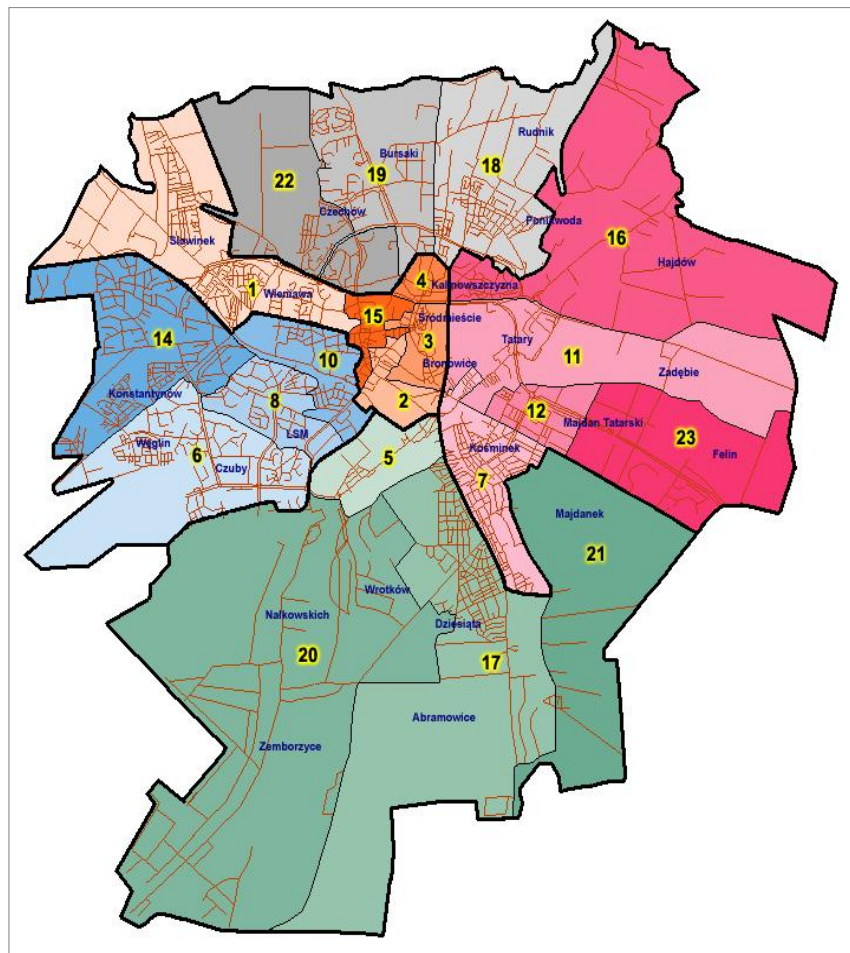 Rudnik
Bursaki
18
19
22
Czechów
Ponikwoda
16
Sławinek
Hajdów
4
Kalinowszczyzna
1
Wieniawa
15
Śródmieście
14
Tatary
3
10
11
Bronowice
Zadębie
Konstantynów
8
2
12
Majdan Tatarski
LSM
23
Węglin
Kośminek
6
5
Felin
Czuby
7
Majdanek
21
Wrotków
Nałkowskich
Dziesiąta
20
17
Abramowice
Zemborzyce